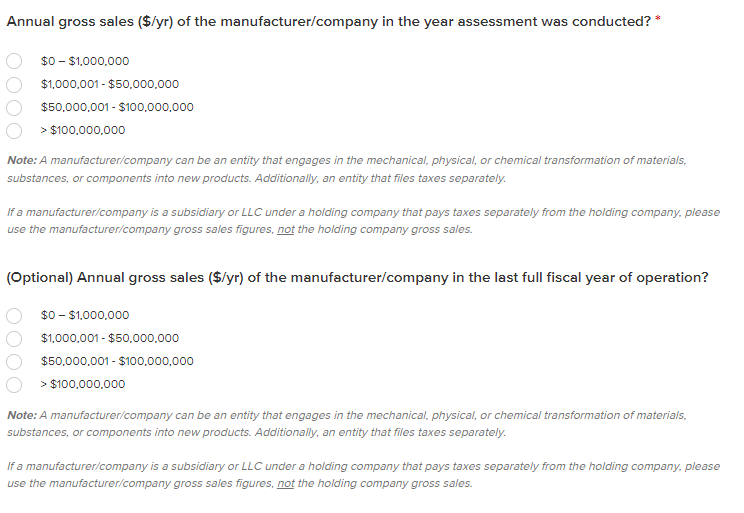 Annual gross sales ($/yr) of the manufacturer/company in the year assessment was conducted? *
$0 – $1,000,000
$1,000,001 - $50,000,000
$50,000,001 - $100,000,000
> $100,000,000
Note: A manufacturer/company can be an entity that engages in the mechanical, physical, or chemical transformation of materials,
substances, or components into new products. Additionally, an entity that files taxes separately.
If a manufacturer/company is a subsidiary or LLC under a holding company that pays taxes separately from the holding company, please
use the manufacturer/company gross sales figures, not the holding company gross sales.
(Optional) Annual gross sales ($/yr) of the manufacturer/company in the last full fiscal year of operation?
$0 – $1,000,000
$1,000,001 - $50,000,000
$50,000,001 - $100,000,000
> $100,000,000
Note: A manufacturer/company can be an entity that engages in the mechanical, physical, or chemical transformation of materials,
substances, or components into new products. Additionally, an entity that files taxes separately.
If a manufacturer/company is a subsidiary or LLC under a holding company that pays taxes separately from the holding company, please
use the manufacturer/company gross sales figures, not the holding company gross sales.